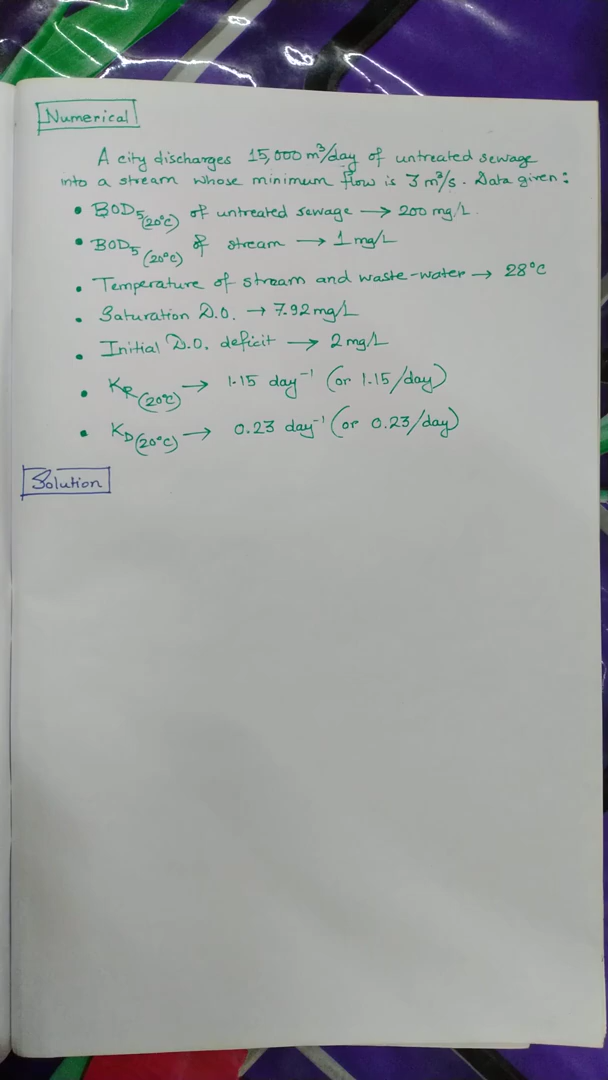 Numerical
A city discharges 15,000 m³/day of untreated sewage
into a stream whose minimum flow is 3 m³/s. Data given:
• BOD₅(20°C) of untreated sewage → 200 mg/L.
• BOD₅(20°C) of stream → 1 mg/L
• Temperature of stream and waste-water → 28°C
• Saturation D.O. → 7.92 mg/L
• Initial D.O. deficit → 2 mg/L
• K_R(20°C) → 1.15 day⁻¹ (or 1.15/day)
• K_D(20°C) → 0.23 day⁻¹ (or 0.23/day)
Solution